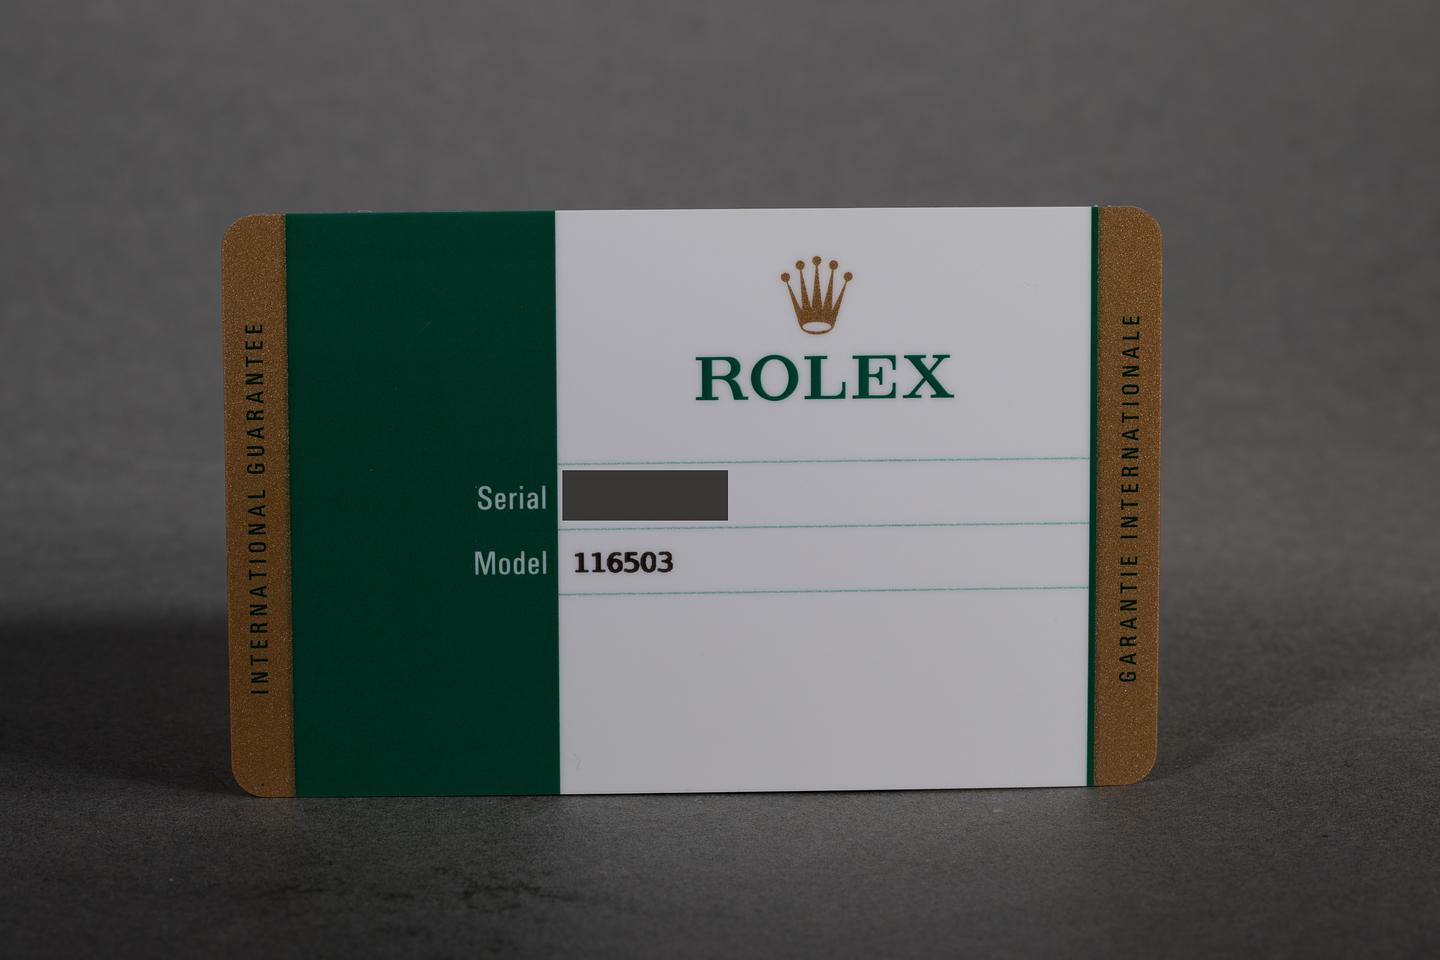 INTERNATIONAL GUARANTEE
ROLEX
Serial
Model 116503
GARANTIE INTERNATIONALE